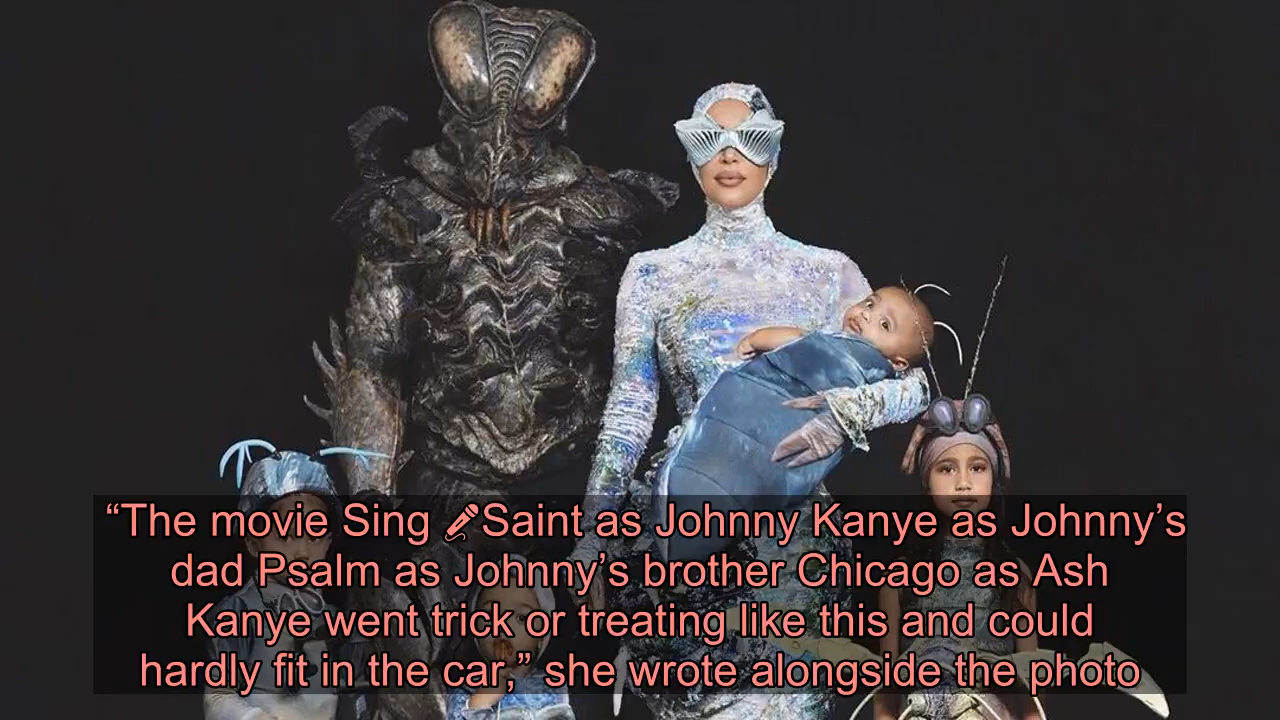 “The movie Sing 🎤Saint as Johnny Kanye as Johnny’s
dad Psalm as Johnny’s brother Chicago as Ash
Kanye went trick or treating like this and could
hardly fit in the car,” she wrote alongside the photo